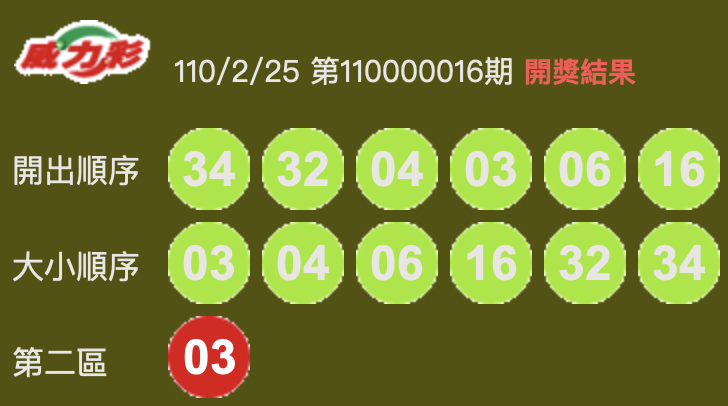 威力彩
110/2/25 第110000016期 開獎結果
開出順序 34 32 04 03 06 16
大小順序 03 04 06 16 32 34
第二區 03